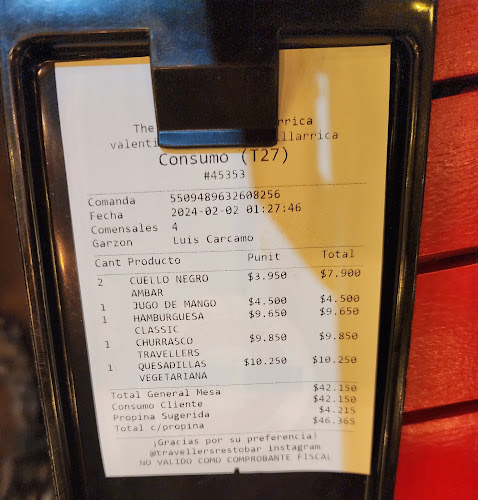 The rrica
valenti llarrica
Consumo (T27)
#45353
Comanda 5509489632608256
Fecha 2024-02-02 01:27:46
Comensales 4
Garzon Luis Carcamo
Cant Producto Punit Total
2 CUELLO NEGRO $3.950 $7.900
AMBAR
1 JUGO DE MANGO $4.500 $4.500
1 HAMBURGUESA $9.650 $9.650
CLASSIC
1 CHURRASCO $9.850 $9.850
TRAVELLERS
1 QUESADILLAS $10.250 $10.250
VEGETARIANA
Total General Mesa $42.150
Consumo Cliente $42.150
Propina Sugerida $4.215
Total c/propina $46.365
¡Gracias por su preferencia!
@travellersrestobar instagram
NO VALIDO COMO COMPROBANTE FISCAL